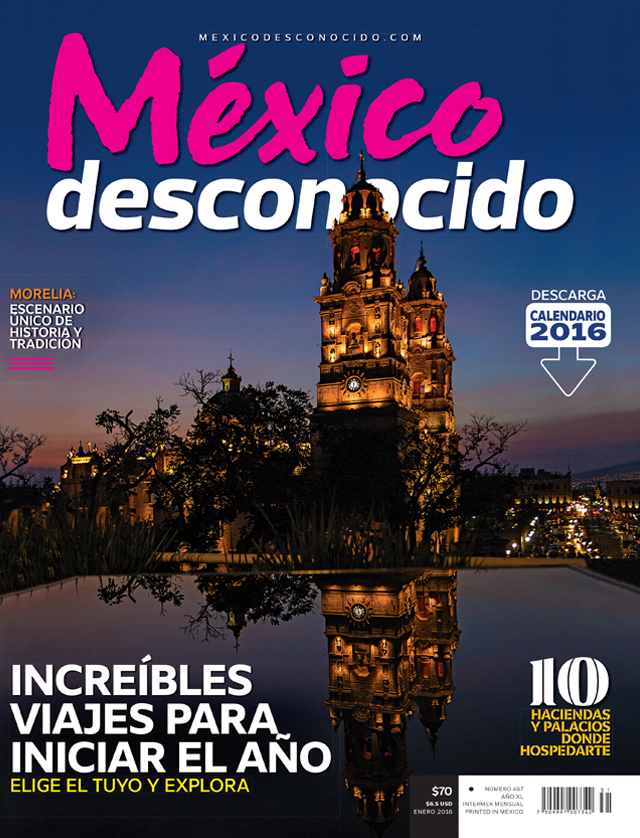 MEXICODESCONOCIDO.COM
México
desconocido
MORELIA:
ESCENARIO
ÚNICO DE
HISTORIA Y
TRADICIÓN
DESCARGA
CALENDARIO
2016
INCREÍBLES
VIAJES PARA
INICIAR EL AÑO
ELIGE EL TUYO Y EXPLORA
10
HACIENDAS
Y PALACIOS
DONDE
HOSPEDARTE
$70
$6.5 USD
ENERO 2016
NÚMERO 467
AÑO XL
INTERMEX MENSUAL
PRINTED IN MÉXICO